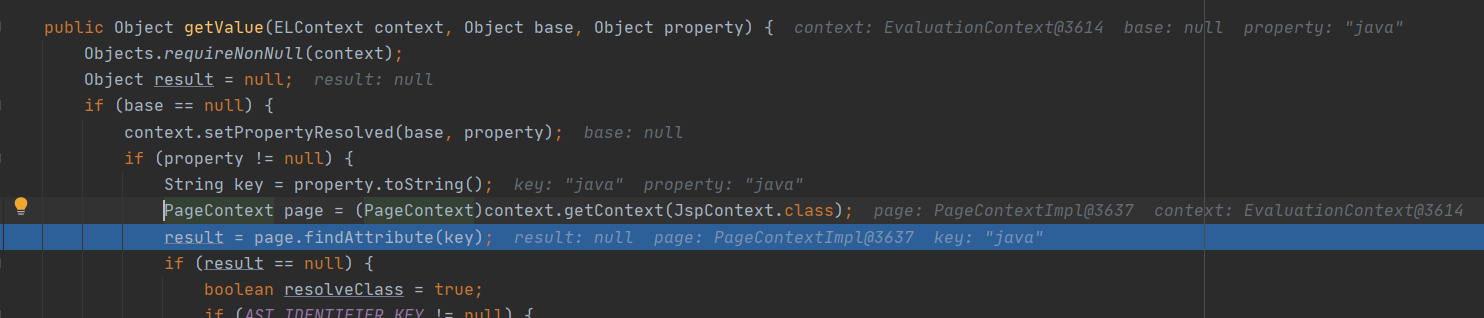 public Object getValue(ELContext context, Object base, Object property) { context: EvaluationContext@3614 base: null property: "java"
Objects.requireNonNull(context);
Object result = null; result: null
if (base == null) {
context.setPropertyResolved(base, property); base: null
if (property != null) {
String key = property.toString(); key: "java" property: "java"
PageContext page = (PageContext)context.getContext(JspContext.class); page: PageContextImpl@3637 context: EvaluationContext@3614
result = page.findAttribute(key); result: null page: PageContextImpl@3637 key: "java"
if (result == null) {
boolean resolveClass = true;
if (AST_IDENTIFIER_KEY != null) {